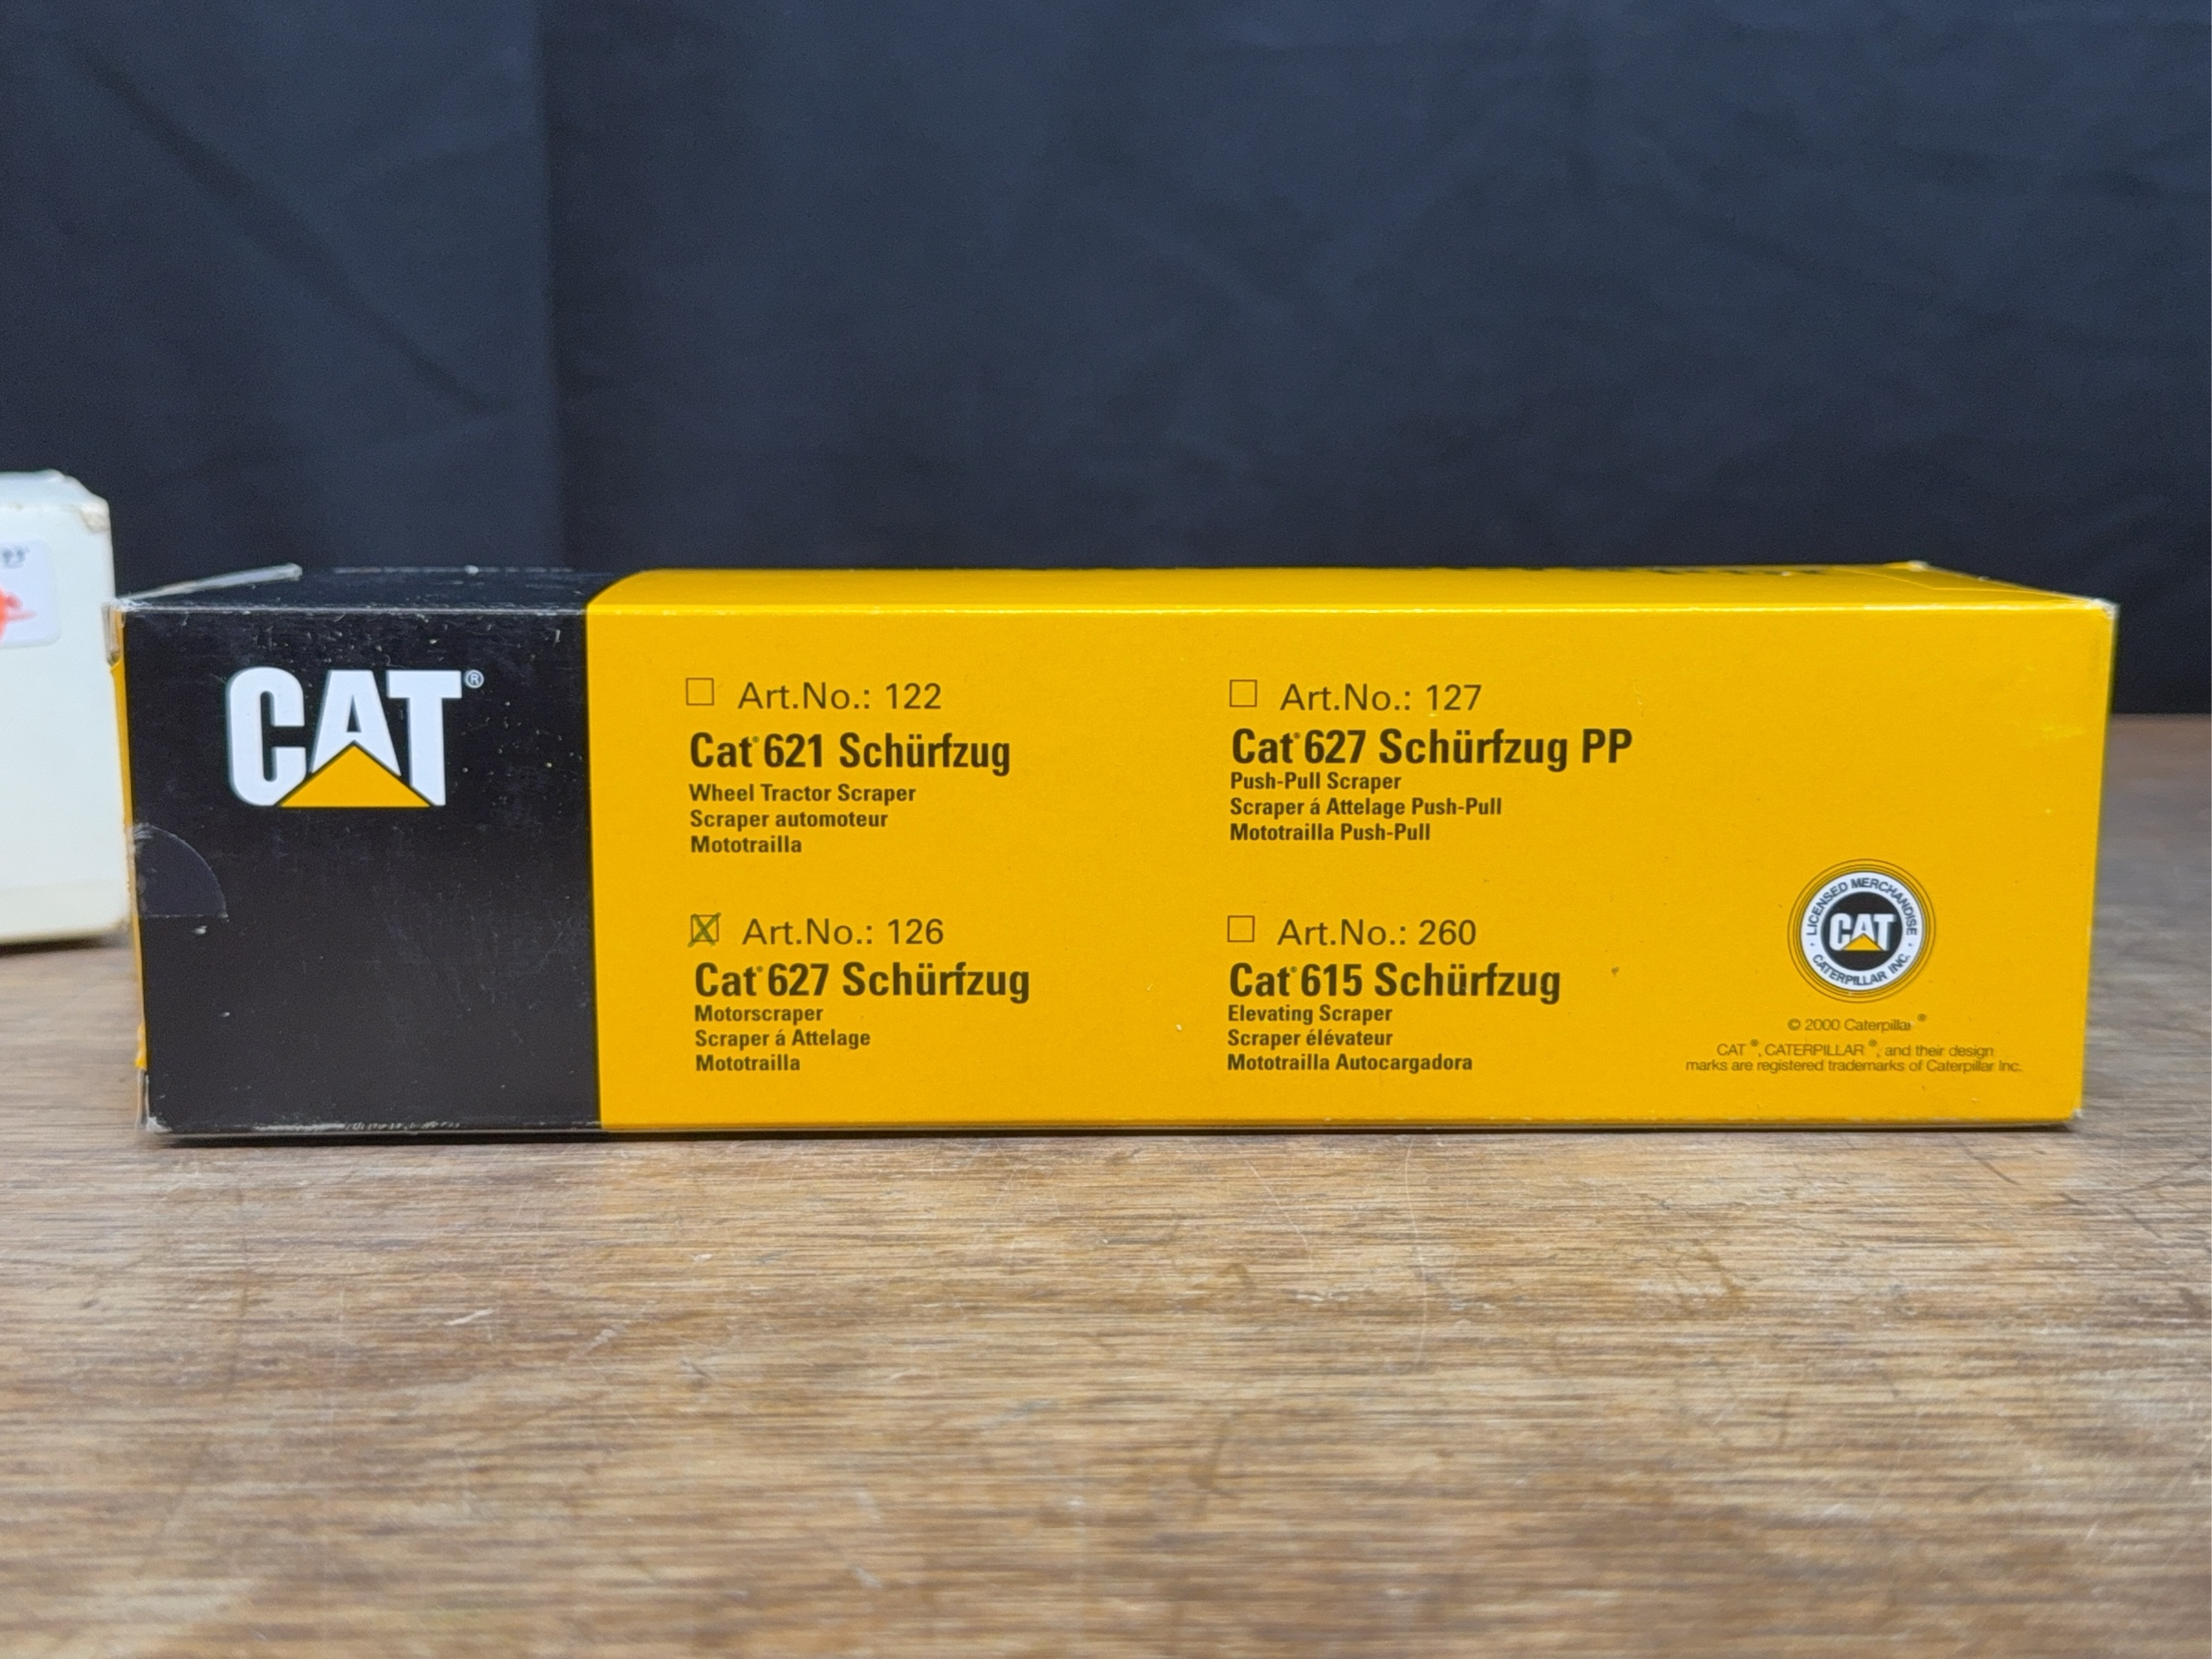 CAT®
Art.No.: 122
Cat® 621 Schürfzug
Wheel Tractor Scraper
Scraper automoteur
Mototrailla
Art.No.: 126
Cat® 627 Schürfzug
Motorscraper
Scraper á Attelage
Mototrailla
Art.No.: 127
Cat® 627 Schürfzug PP
Push-Pull Scraper
Scraper á Attelage Push-Pull
Mototrailla Push-Pull
Art.No.: 260
Cat® 615 Schürfzug
Elevating Scraper
Scraper élévateur
Mototrailla Autocargadora
LICENSED MERCHANDISE
CAT
CATERPILLAR INC.
© 2000 Caterpillar ®
CAT ®, CATERPILLAR ®, and their design
marks are registered trademarks of Caterpillar Inc.